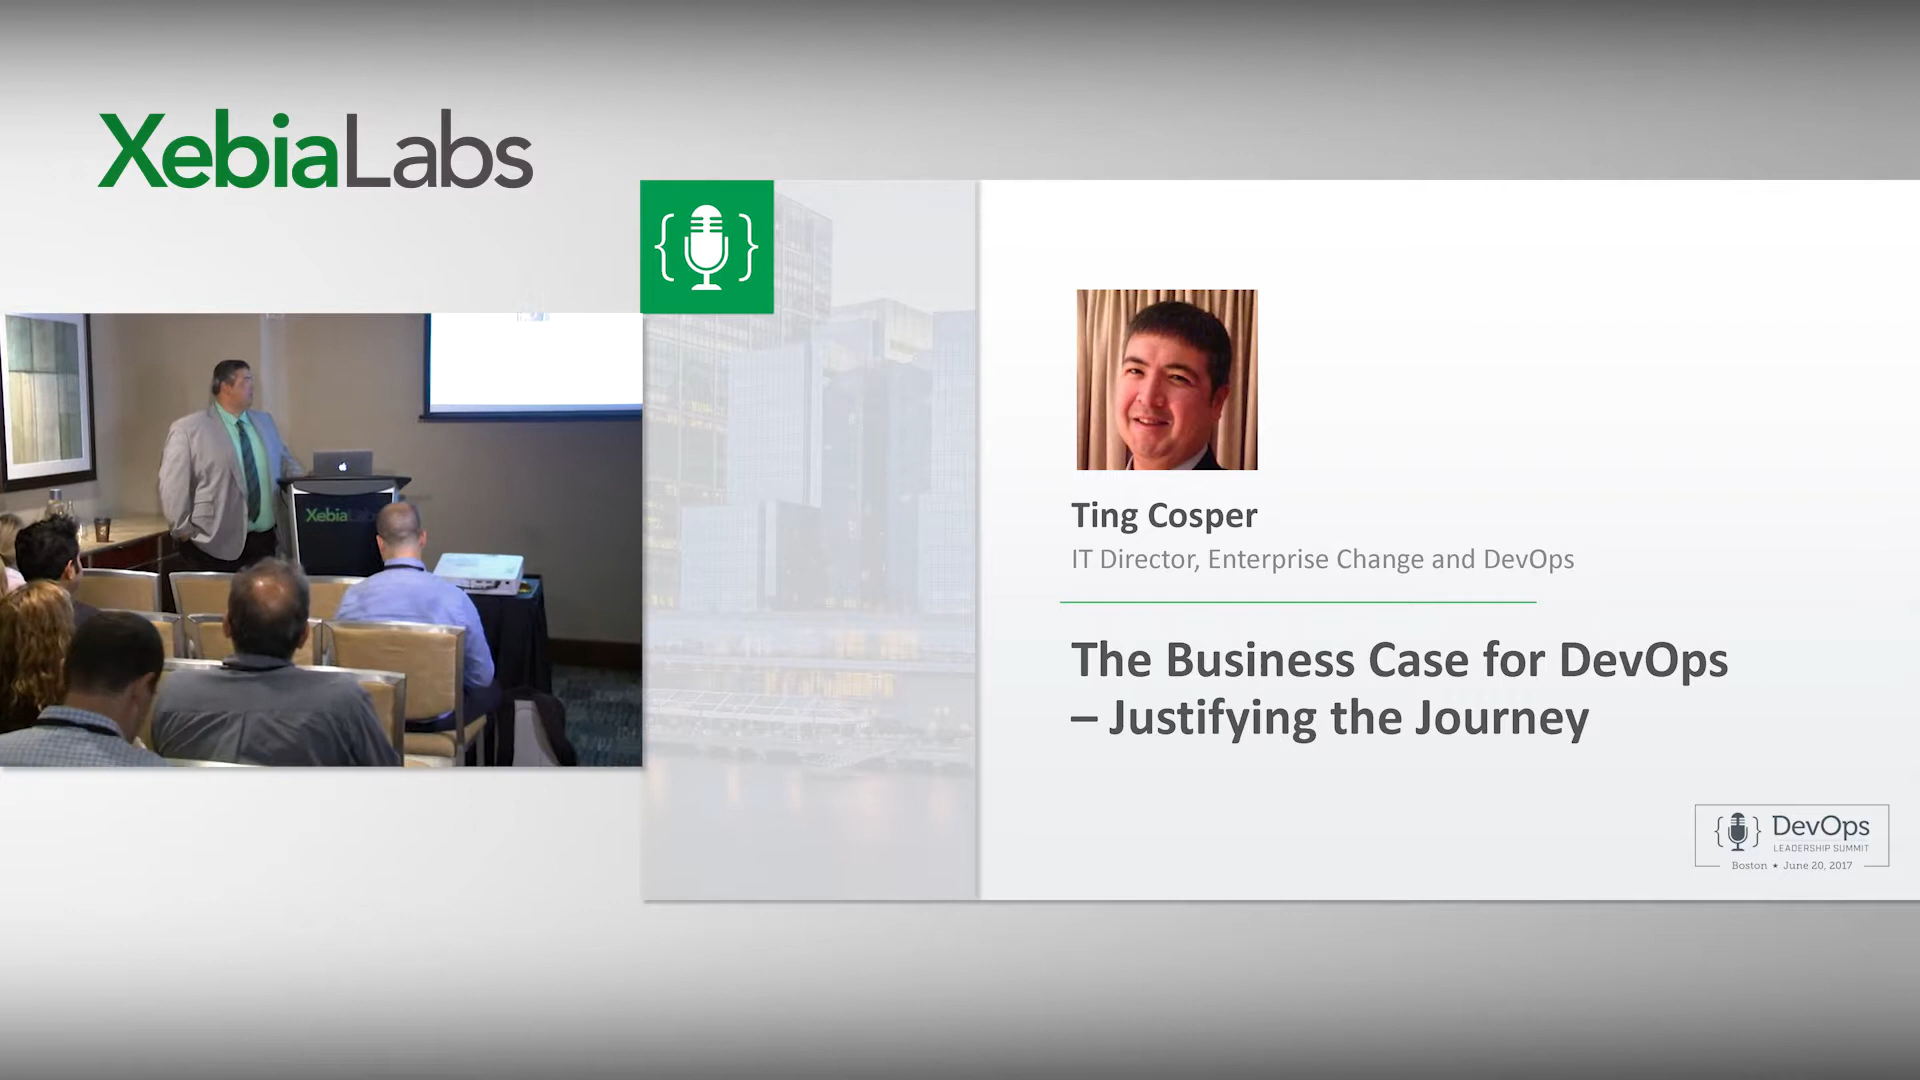 XebiaLabs
Xebia
Ting Cosper
IT Director, Enterprise Change and DevOps
The Business Case for DevOps
– Justifying the Journey
DevOps
LEADERSHIP SUMMIT
Boston ★ June 20, 2017